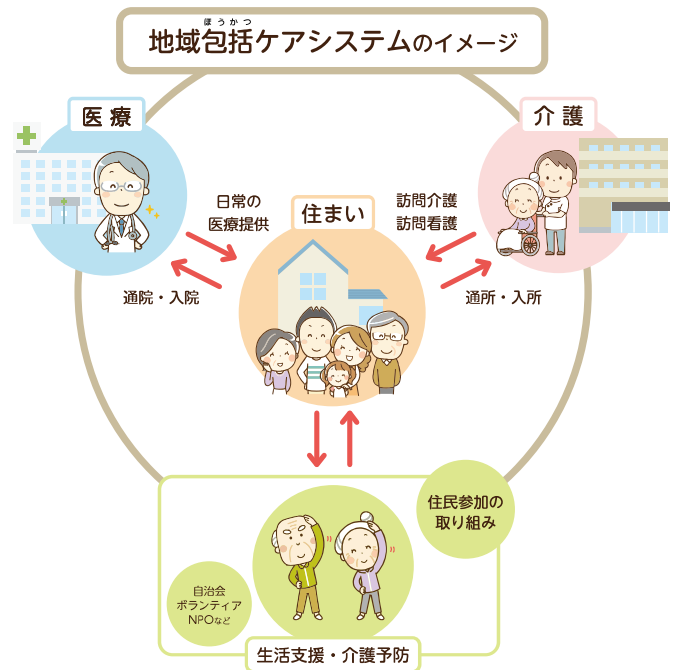 ほうかつ
地域包括ケアシステムのイメージ
医療
介護
日常の
医療提供
住まい
訪問介護
訪問看護
通院・入院
通所・入所
住民参加の
取り組み
自治会
ボランティア
NPOなど
生活支援・介護予防